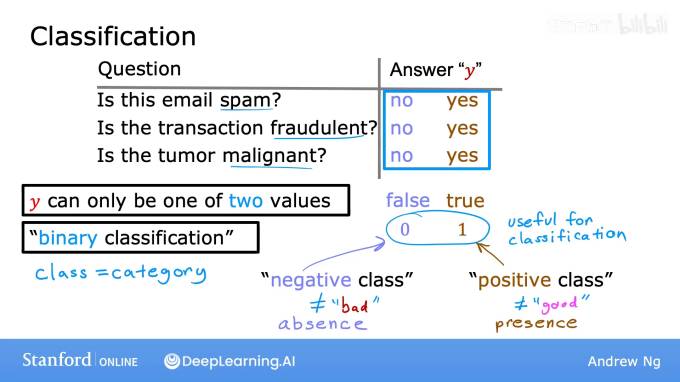 Classification
Question Answer "y"
Is this email spam? no yes
Is the transaction fraudulent? no yes
Is the tumor malignant? no yes
y can only be one of two values
false true
0 1
useful for
classification
"binary classification"
class = category
"negative class" "positive class"
≠ "bad" ≠ "good"
absence presence
Stanford ONLINE DeepLearning.AI Andrew Ng
bilibili